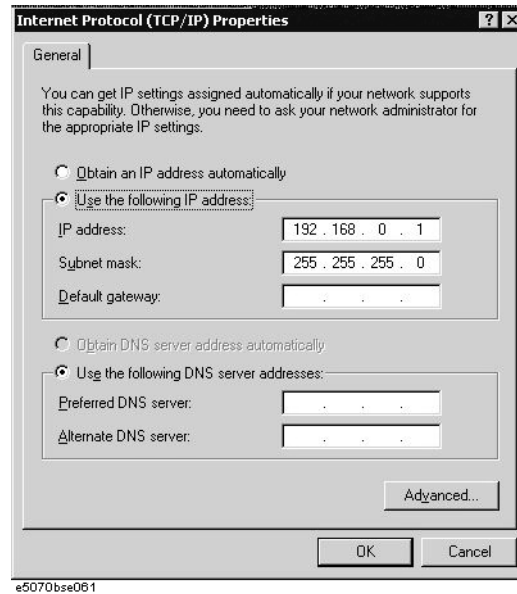 Internet Protocol (TCP/IP) Properties
General
You can get IP settings assigned automatically if your network supports
this capability. Otherwise, you need to ask your network administrator for
the appropriate IP settings.
Obtain an IP address automatically
Use the following IP address:
IP address: 192 . 168 . 0 . 1
Subnet mask: 255 . 255 . 255 . 0
Default gateway: . . .
Obtain DNS server address automatically
Use the following DNS server addresses:
Preferred DNS server: . . .
Alternate DNS server: . . .
Advanced...
OK Cancel
e5070bse061